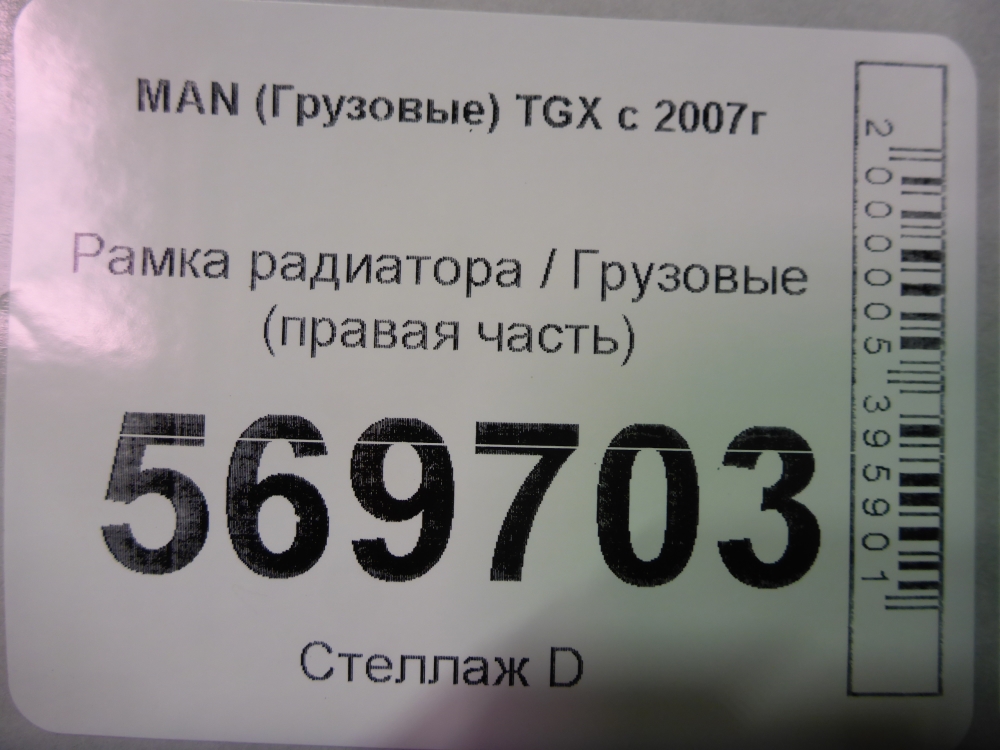 MAN (Грузовые) TGX с 2007г
Рамка радиатора / Грузовые
(правая часть)
569703
Стеллаж D
2000005395901